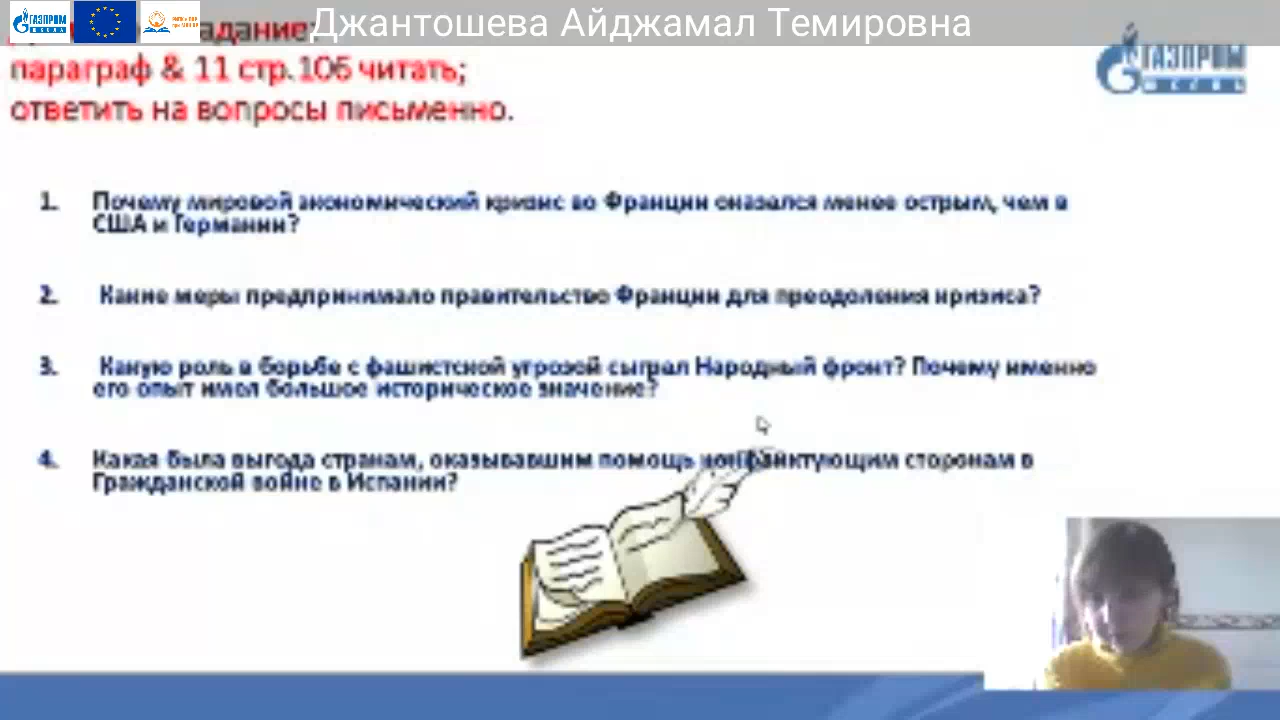 ГАЗПРОМ
Джантошева Айджамал Темировна
задание:
параграф & 11 стр.106 читать;
ответить на вопросы письменно.
ГАЗПРОМ
ШКОЛА
1. Почему мировой экономический кризис во Франции оказался менее острым, чем в
США и Германии?
2. Какие меры предпринимало правительство Франции для преодоления кризиса?
3. Какую роль в борьбе с фашистской угрозой сыграл Народный фронт? Почему именно
его опыт имел большое историческое значение?
4. Какая была выгода странам, оказывавшим помощь конфликтующим сторонам в
Гражданской войне в Испании?